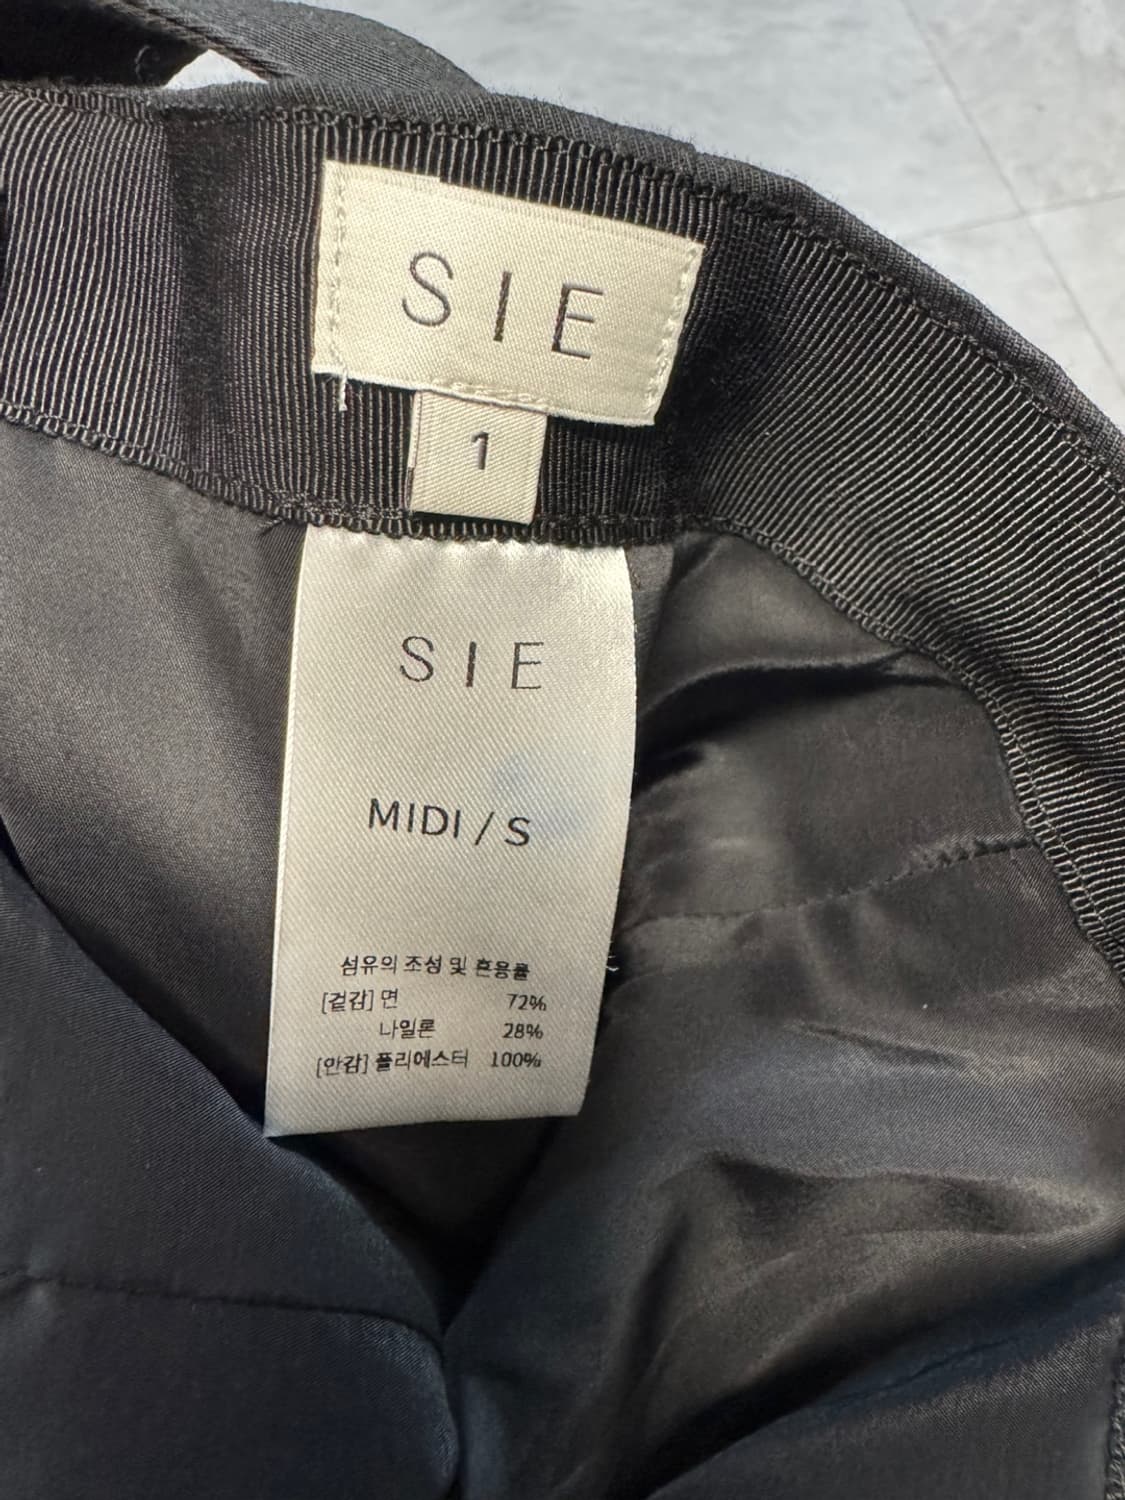 SIE
1
SIE
MIDI / S
섬유의 조성 및 혼용률
[겉감] 면 72%
나일론 28%
[안감] 폴리에스터 100%